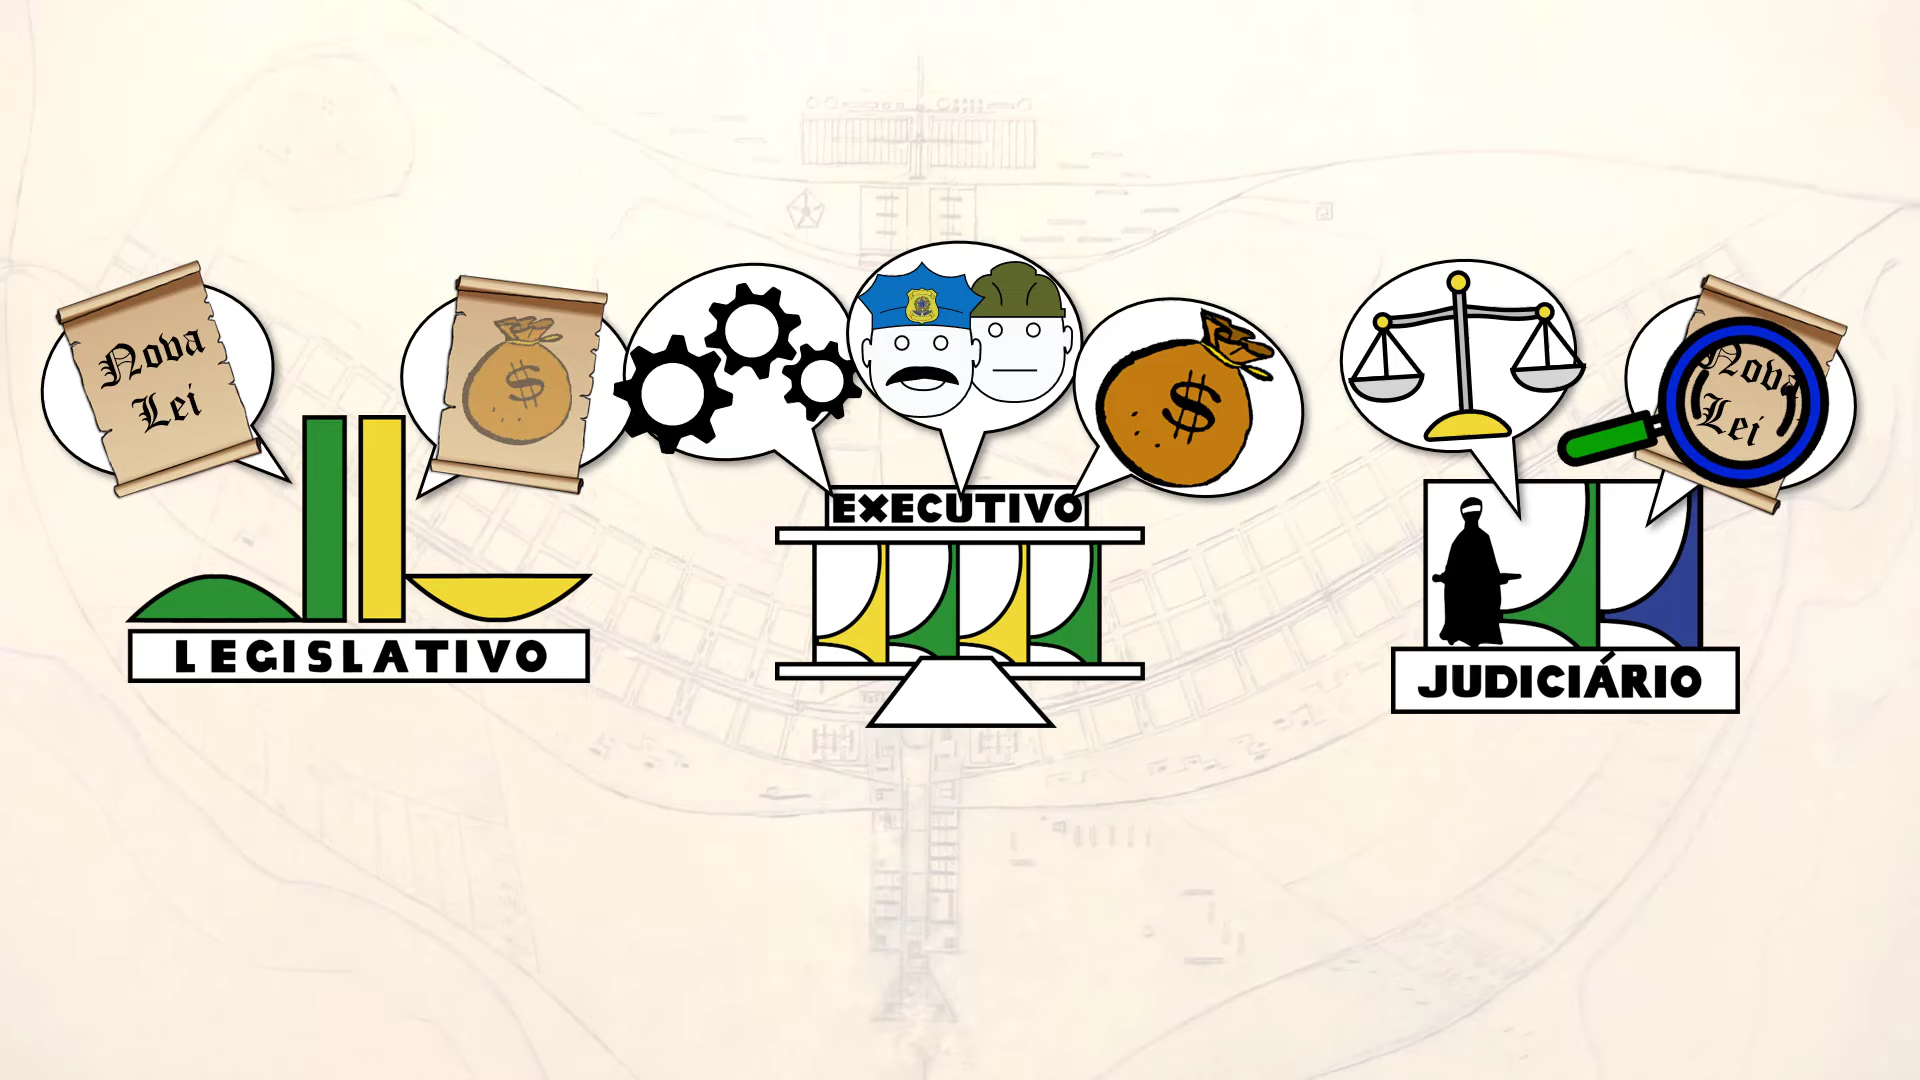 Nova
Lei
$
LEGISLATIVO
EXECUTIVO
$
Nova
Lei
JUDICIÁRIO